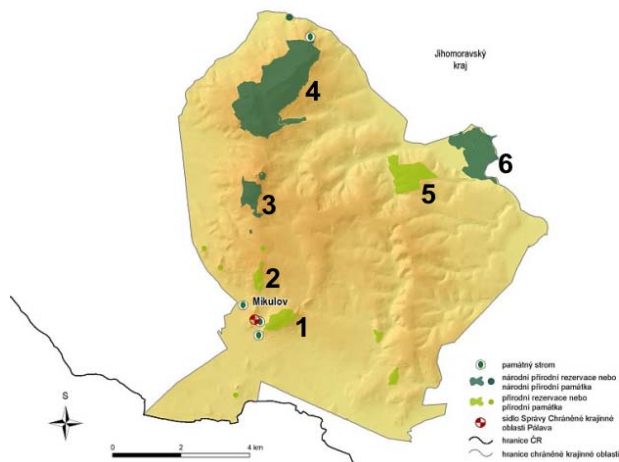 Jihomoravský
kraj
4
6
5
3
2
Mikulov
1
památný strom
národní přírodní rezervace nebo
národní přírodní památka
přírodní rezervace nebo
přírodní památka
sídlo Správy Chráněné krajinné
oblasti Pálava
hranice ČR
hranice chráněné krajinné oblasti
S
0 2 4 km